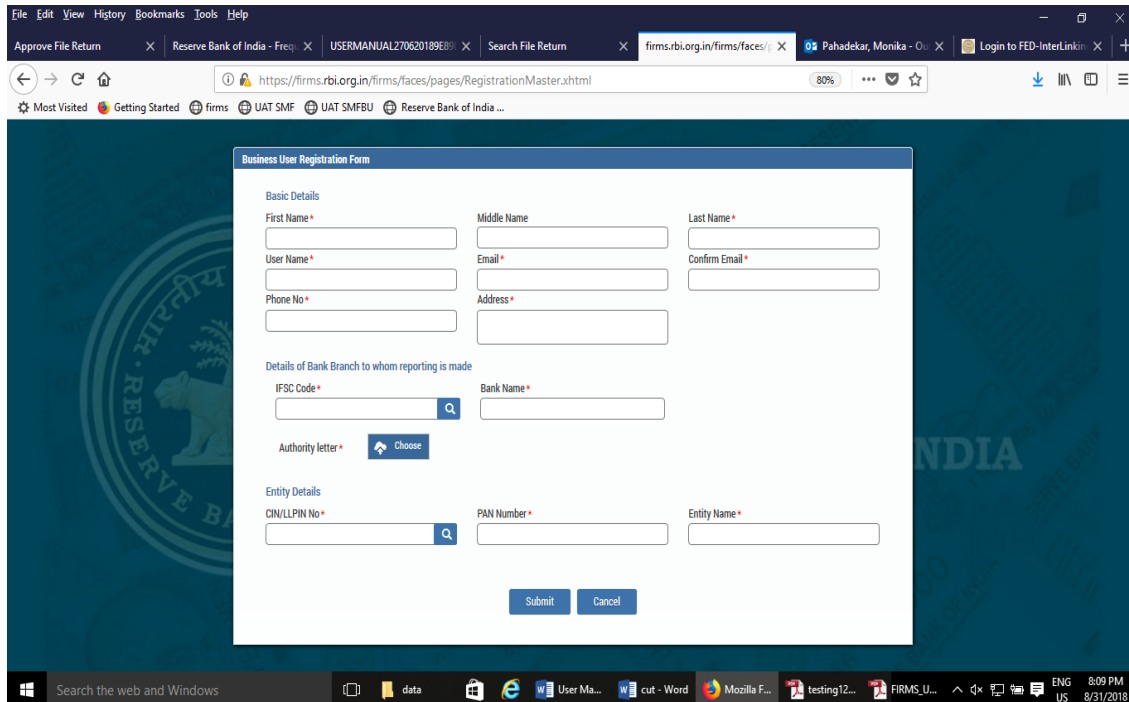 File Edit View History Bookmarks Tools Help
Approve File Return Reserve Bank of India - Frequ USERMANUAL270620189E89 Search File Return firms.rbi.org.in/firms/faces/p Pahadekar, Monika - Ou Login to FED-InterLinkin
https://firms.rbi.org.in/firms/faces/pages/RegistrationMaster.xhtml 80%
Most Visited Getting Started firms UAT SMF UAT SMFBU Reserve Bank of India ...
Business User Registration Form
Basic Details
First Name* Middle Name Last Name*
User Name* Email* Confirm Email*
Phone No* Address*
Details of Bank Branch to whom reporting is made
IFSC Code* Bank Name*
Authority letter* Choose
Entity Details
CIN/LLPIN No* PAN Number* Entity Name*
Submit Cancel
भारतीय
RESERVE BA
NDIA
Search the web and Windows data User Ma... cut - Word Mozilla F... testing12... FIRMS_U... ENG 8:09 PM
US 8/31/2018